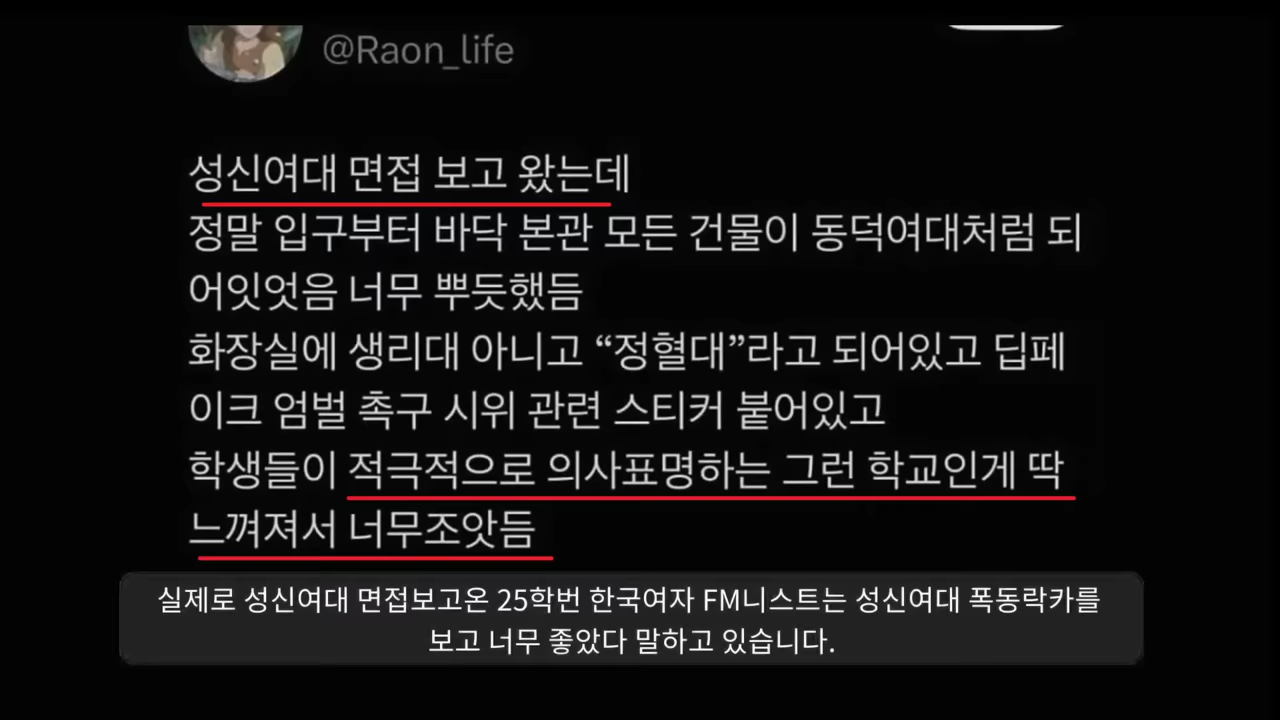 @Raon_life
성신여대 면접 보고 왔는데
정말 입구부터 바닥 본관 모든 건물이 동덕여대처럼 되
어잇엇음 너무 뿌듯했듬
화장실에 생리대 아니고 “정혈대”라고 되어있고 딥페
이크 엄벌 촉구 시위 관련 스티커 붙어있고
학생들이 적극적으로 의사표명하는 그런 학교인게 딱
느껴져서 너무조앗듬
실제로 성신여대 면접보고온 25학번 한국여자 FM니스트는 성신여대 폭동락카를
보고 너무 좋았다 말하고 있습니다.